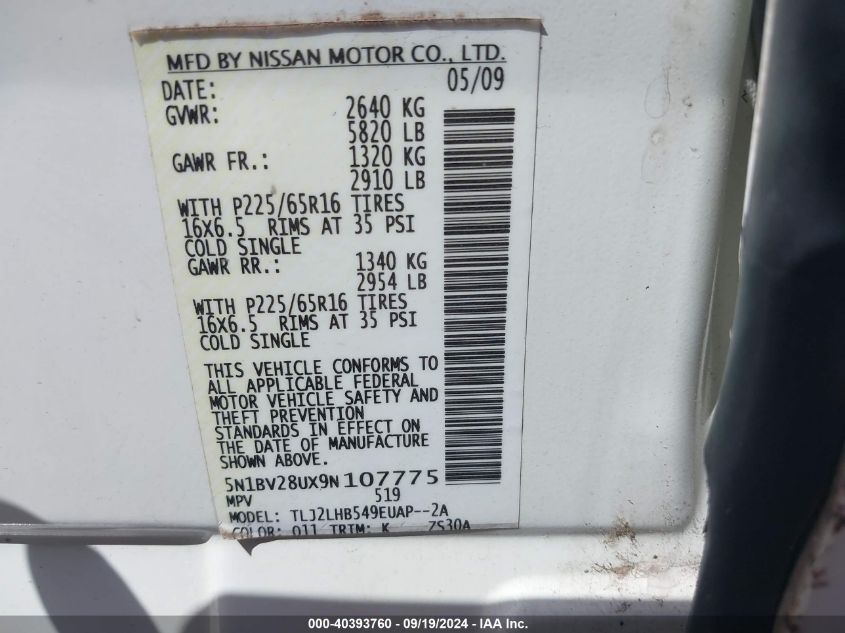 MFD BY NISSAN MOTOR CO., LTD.
DATE: 05/09
GVWR: 2640 KG
5820 LB
GAWR FR.: 1320 KG
2910 LB
WITH P225/65R16 TIRES
16X6.5 RIMS AT 35 PSI
COLD SINGLE
GAWR RR.: 1340 KG
2954 LB
WITH P225/65R16 TIRES
16X6.5 RIMS AT 35 PSI
COLD SINGLE
THIS VEHICLE CONFORMS TO
ALL APPLICABLE FEDERAL
MOTOR VEHICLE SAFETY AND
THEFT PREVENTION
STANDARDS IN EFFECT ON
THE DATE OF MANUFACTURE
SHOWN ABOVE.
5N1BV28UX9N107775
MPV 519
MODEL: TLJ2LHB549EUAP--2A
COLOR: 011 TRIM: K ZS30A
000-40393760 - 09/19/2024 - IAA Inc.